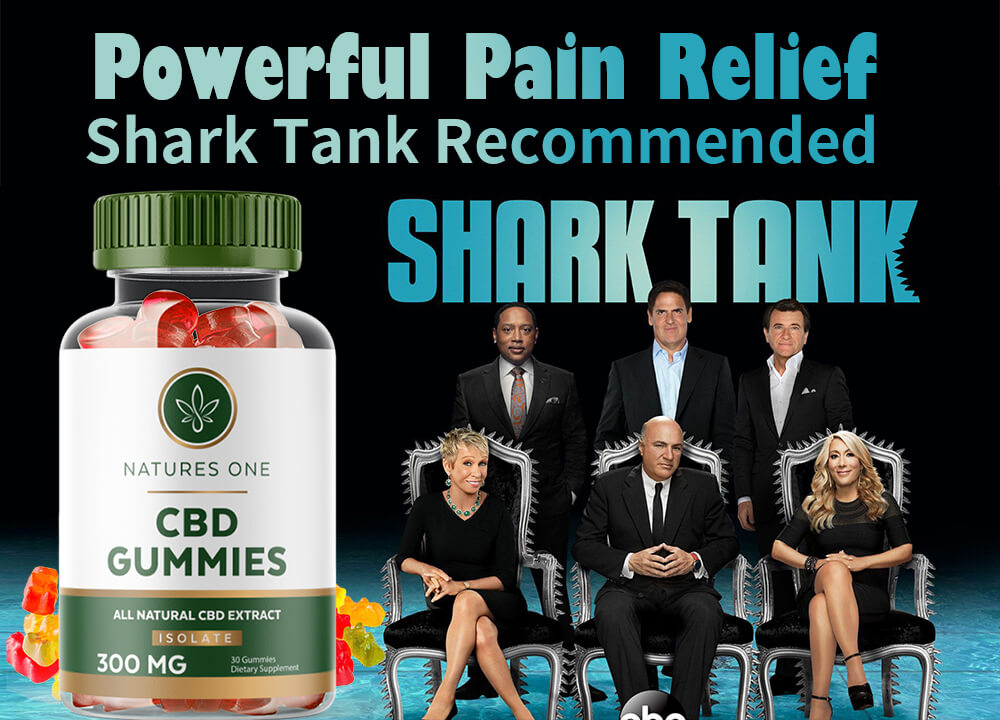 Powerful Pain Relief
Shark Tank Recommended
SHARK TANK
NATURES ONE
CBD
GUMMIES
ALL NATURAL CBD EXTRACT
ISOLATE
300 MG
30 Gummies
Dietary Supplement
abc